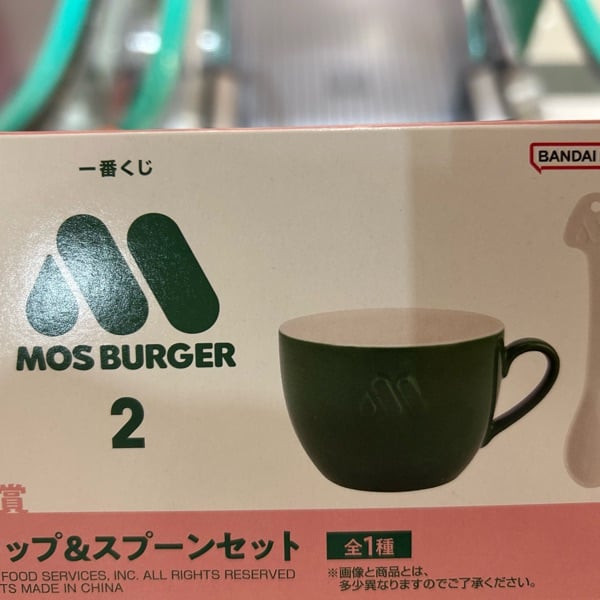 一番くじ
BANDAI
MOS BURGER
2
賞
ップ&スプーンセット
全1種
FOOD SERVICES, INC. ALL RIGHTS RESERVED
TS MADE IN CHINA
※画像と商品とは、
多少異なりますのでご了承ください。